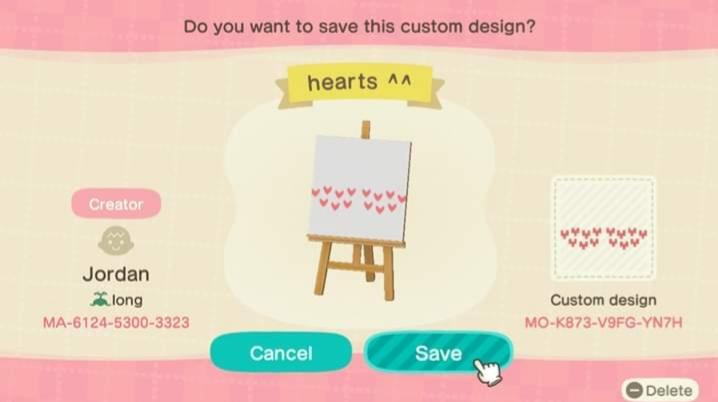 Do you want to save this custom design?
hearts ^^
Creator
Jordan
long
MA-6124-5300-3323
Custom design
MO-K873-V9FG-YN7H
Cancel
Save
Delete